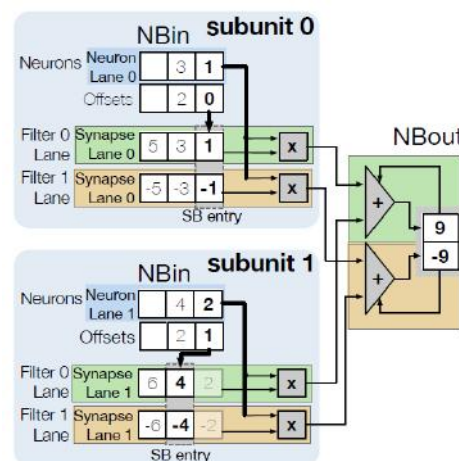 subunit 0
NBin
Neurons Neuron Lane 0 3 1
Offsets 2 0
Filter 0 Lane Synapse Lane 0 5 3 1 x
Filter 1 Lane Synapse Lane 0 -5 -3 -1 x
SB entry
NBout
+ 9
+ -9
subunit 1
NBin
Neurons Neuron Lane 1 4 2
Offsets 2 1
Filter 0 Lane Synapse Lane 1 6 4 2 x
Filter 1 Lane Synapse Lane 1 -6 -4 -2 x
SB entry